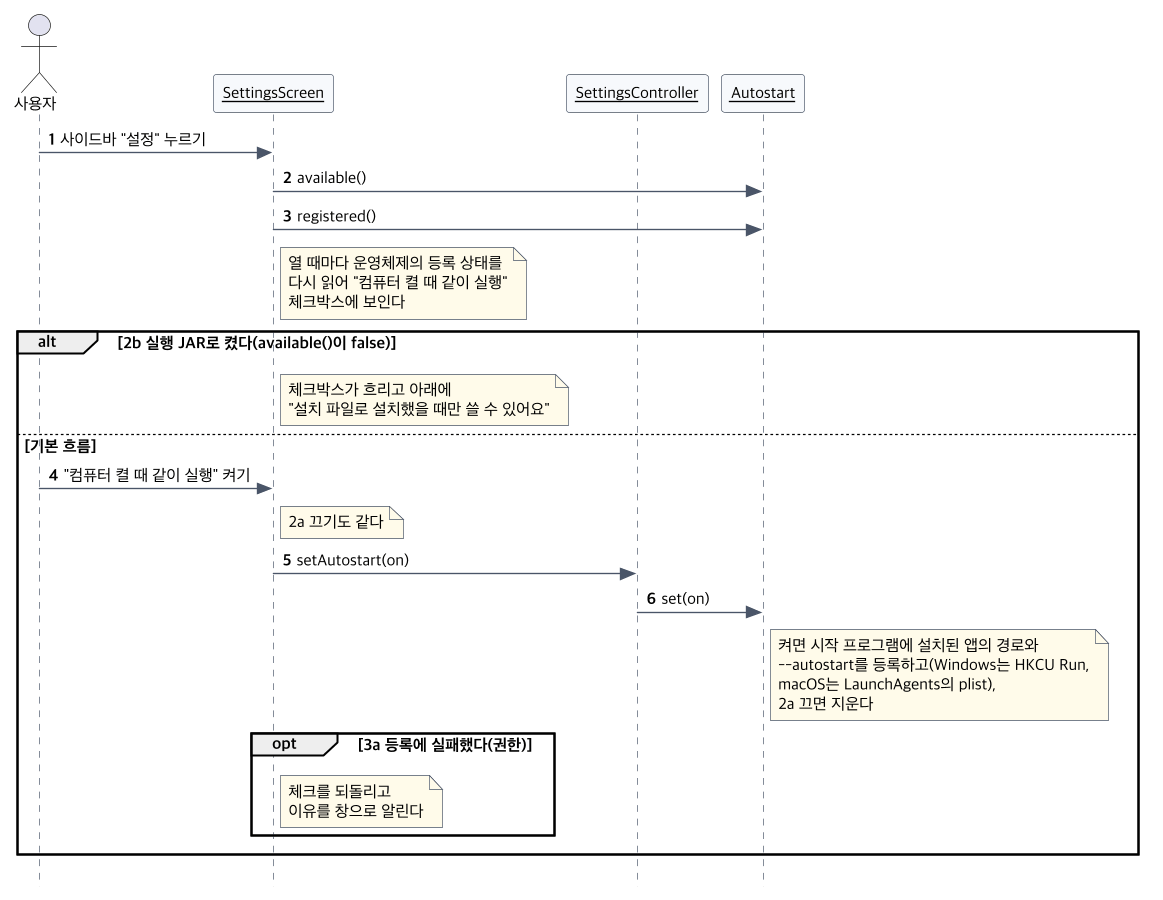 사용자
SettingsScreen
SettingsController
Autostart
1 사이드바 "설정" 누르기
2 available()
3 registered()
열 때마다 운영체제의 등록 상태를
다시 읽어 "컴퓨터 켤 때 같이 실행"
체크박스에 보인다
alt
[2b 실행 JAR로 켰다(available()이 false)]
체크박스가 흐리고 아래에
"설치 파일로 설치했을 때만 쓸 수 있어요"
[기본 흐름]
4 "컴퓨터 켤 때 같이 실행" 켜기
2a 끄기도 같다
5 setAutostart(on)
6 set(on)
켜면 시작 프로그램에 설치된 앱의 경로와
--autostart를 등록하고(Windows는 HKCU Run,
macOS는 LaunchAgents의 plist),
2a 끄면 지운다
opt
[3a 등록에 실패했다(권한)]
체크를 되돌리고
이유를 창으로 알린다